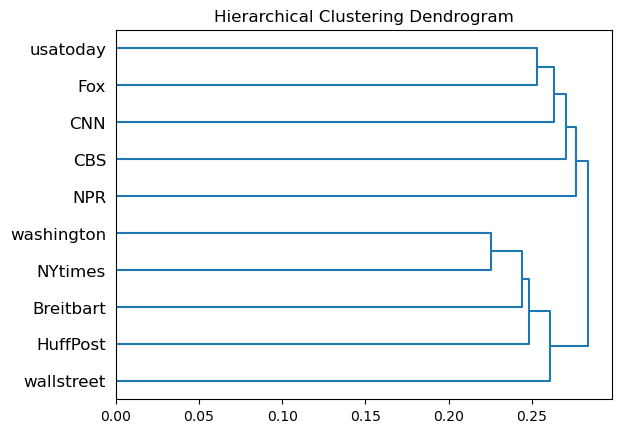 Hierarchical Clustering Dendrogram
usatoday
Fox
CNN
CBS
NPR
washington
NYtimes
Breitbart
HuffPost
wallstreet
0.00 0.05 0.10 0.15 0.20 0.25